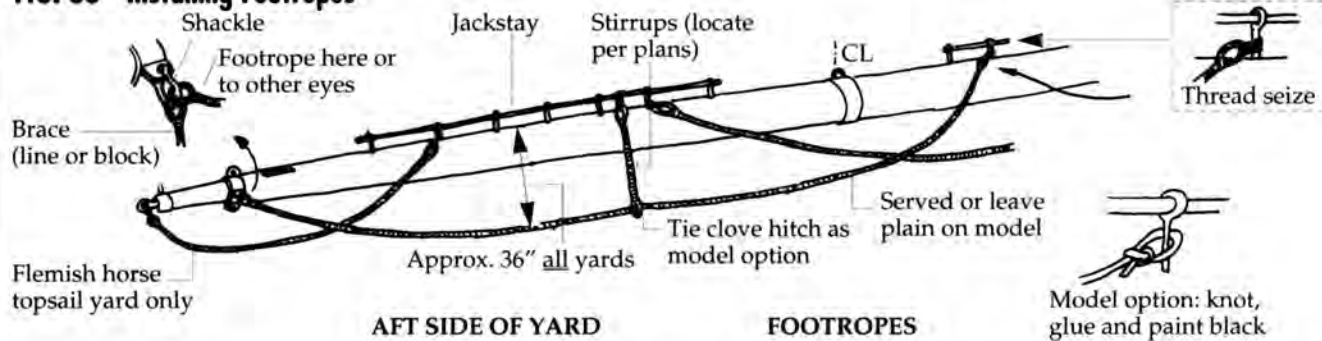 Installing Footropes
Shackle
Footrope here or
to other eyes
Brace
(line or block)
Jackstay
Stirrups (locate
per plans)
CL
Thread seize
Flemish horse
topsail yard only
Approx. 36" all yards
Tie clove hitch as
model option
Served or leave
plain on model
Model option: knot,
glue and paint black
AFT SIDE OF YARD
FOOTROPES